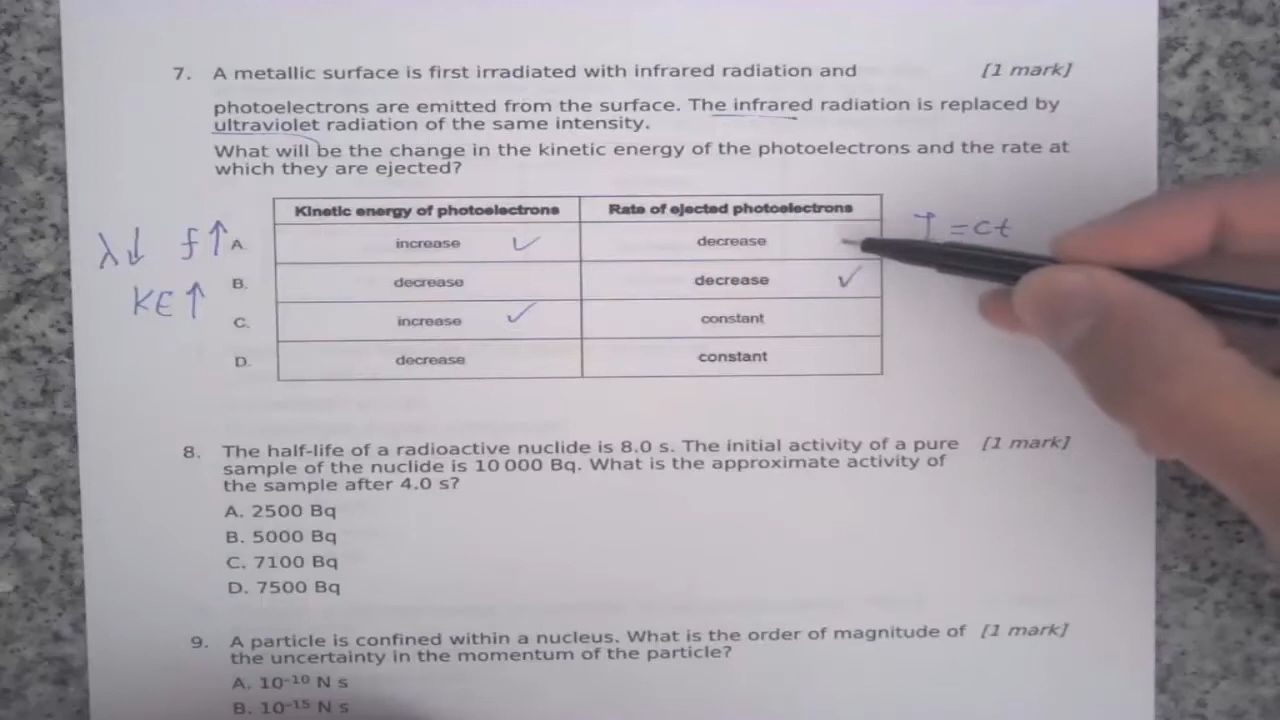 7. A metallic surface is first irradiated with infrared radiation and [1 mark]
photoelectrons are emitted from the surface. The infrared radiation is replaced by
ultraviolet radiation of the same intensity.
What will be the change in the kinetic energy of the photoelectrons and the rate at
which they are ejected?
Kinetic energy of photoelectrons Rate of ejected photoelectrons
λ↓ f↑ A. increase ✓ decrease I = ct
KE↑ B. decrease decrease ✓
C. increase ✓ constant
D. decrease constant
8. The half-life of a radioactive nuclide is 8.0 s. The initial activity of a pure [1 mark]
sample of the nuclide is 10 000 Bq. What is the approximate activity of
the sample after 4.0 s?
A. 2500 Bq
B. 5000 Bq
C. 7100 Bq
D. 7500 Bq
9. A particle is confined within a nucleus. What is the order of magnitude of [1 mark]
the uncertainty in the momentum of the particle?
A. 10⁻¹⁰ N s
B. 10⁻¹⁵ N s